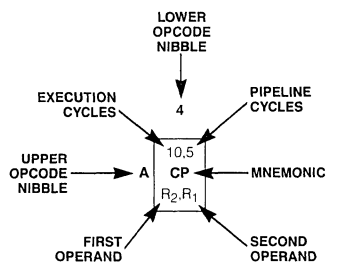 LOWER
OPCODE
NIBBLE
4
EXECUTION
CYCLES
PIPELINE
CYCLES
10,5
UPPER
OPCODE
NIBBLE
A
CP
MNEMONIC
R₂,R₁
FIRST
OPERAND
SECOND
OPERAND